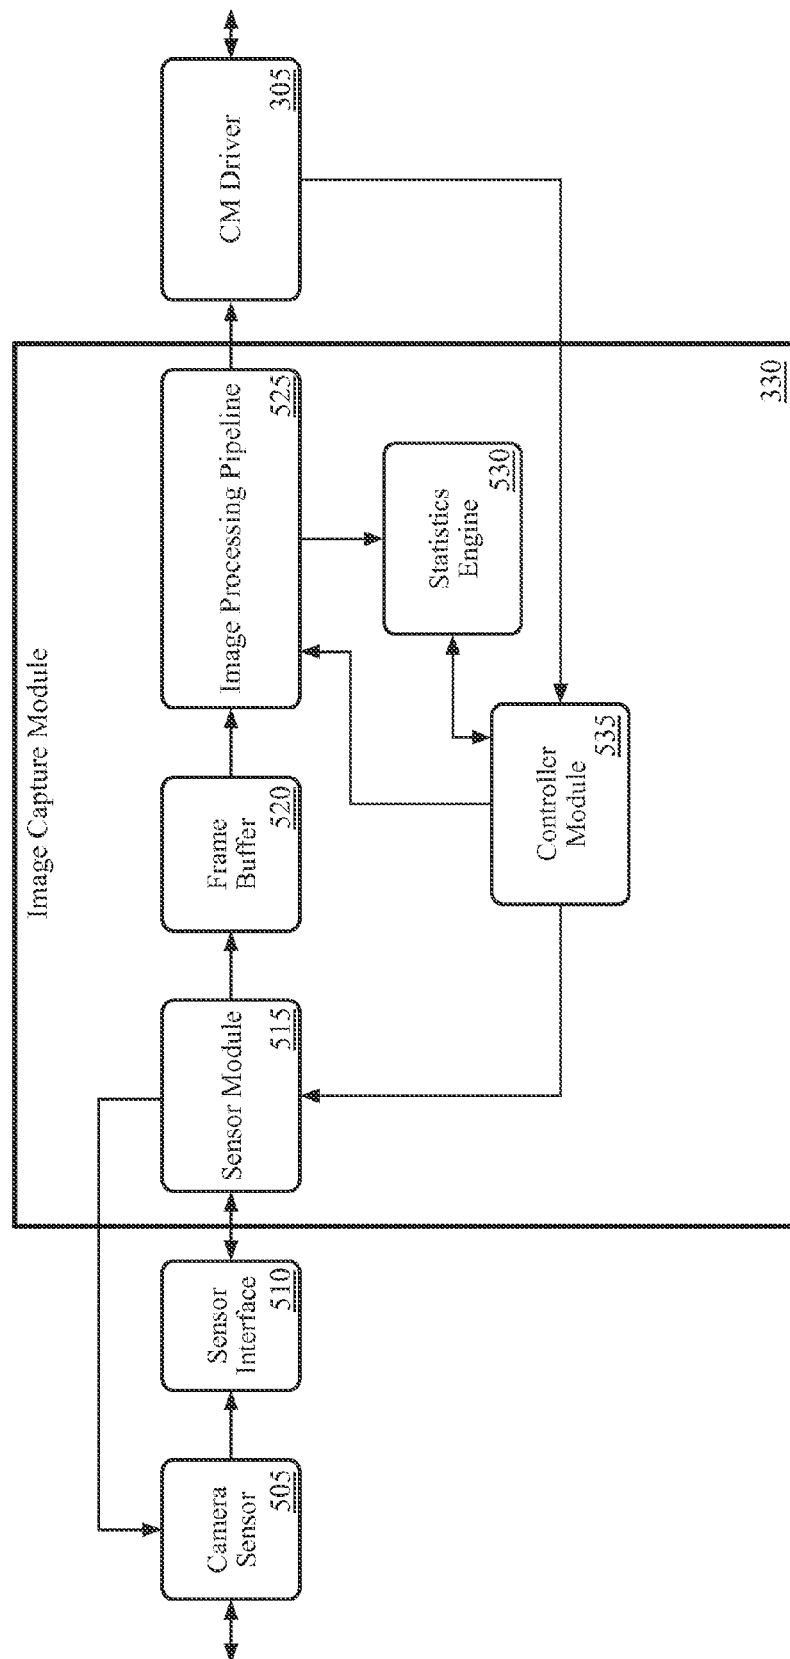 Image Capture Module
Camera
Sensor
505
Sensor
Interface
510
Sensor Module
515
Frame
Buffer
520
Image Processing Pipeline
525
CM Driver
305
Statistics
Engine
530
Controller
Module
535
330